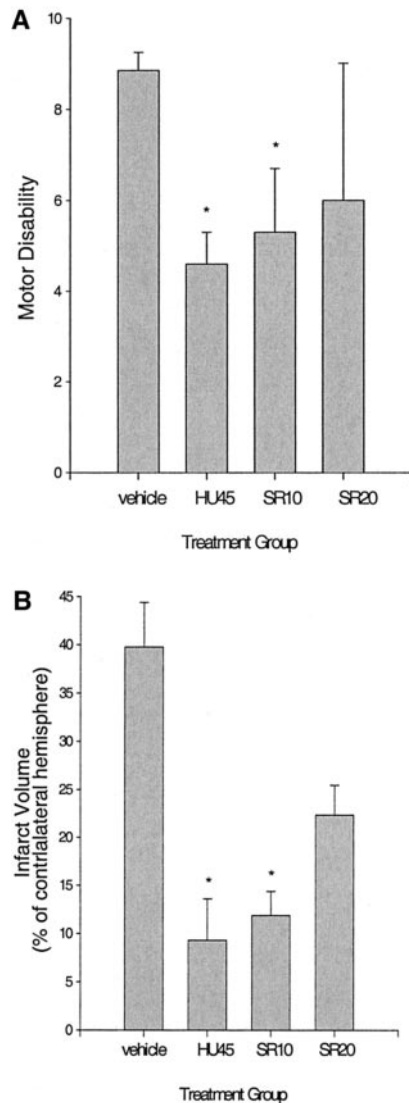 A
10
8
6
4
2
0
Motor Disability
*
*
vehicle HU45 SR10 SR20
Treatment Group
B
45
40
35
30
25
20
15
10
5
0
Infarct Volume
(% of contrlalateral hemisphere)
*
*
vehicle HU45 SR10 SR20
Treatment Group